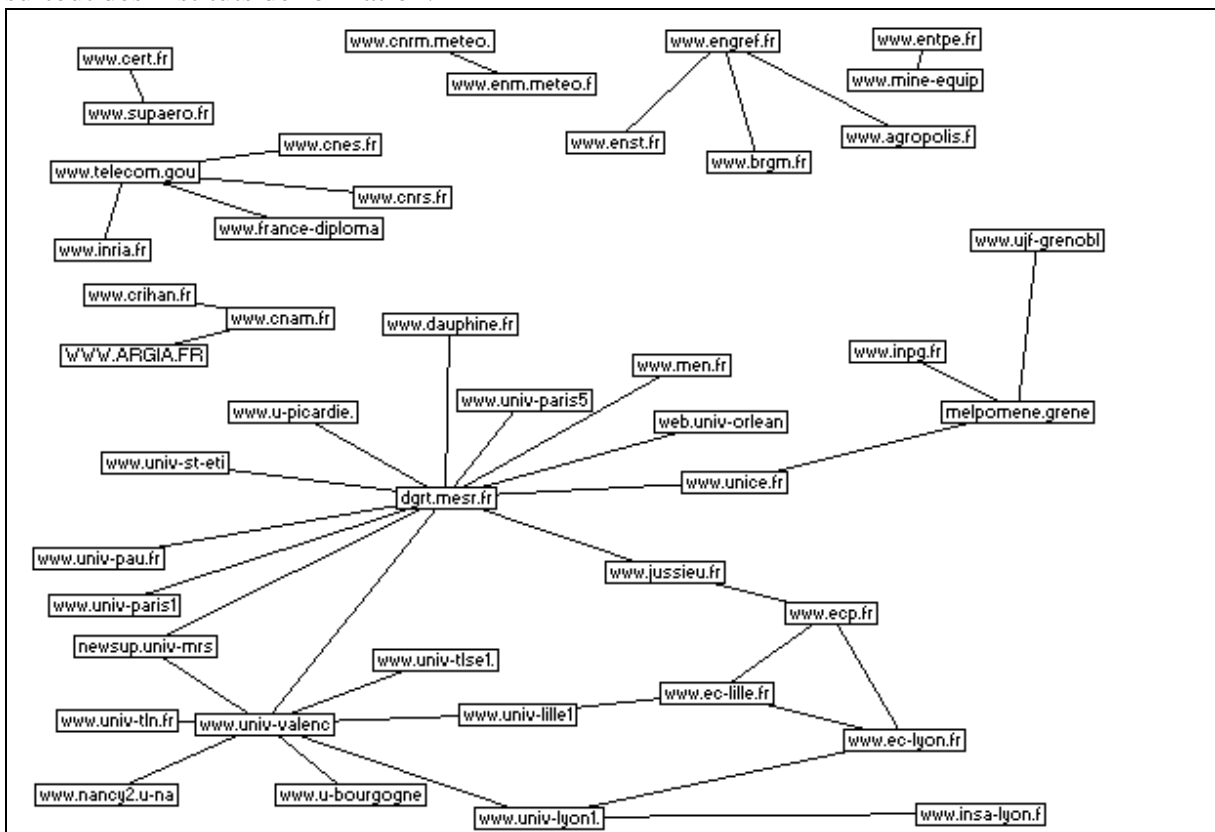 www.cnrm.meteo.
www.engref.fr
www.entpe.fr
www.cert.fr
www.enm.meteo.f
www.mine-equip
www.supaero.fr
www.enst.fr
www.agropolis.f
www.cnes.fr
www.brgm.fr
www.telecom.gou
www.cnrs.fr
www.france-diploma
www.inria.fr
www.ujf-grenobl
www.crihan.fr
www.cnam.fr
www.dauphine.fr
WWW.ARGIA.FR
www.inpg.fr
www.men.fr
www.univ-paris5
www.u-picardie.
melpomene.grene
web.univ-orlean
www.univ-st-eti
www.unice.fr
dgrt.mesr.fr
www.univ-pau.fr
www.jussieu.fr
www.univ-paris1
www.ecp.fr
newsup.univ-mrs
www.univ-tlse1.
www.ec-lille.fr
www.univ-tln.fr
www.univ-valenc
www.univ-lille1
www.ec-lyon.fr
www.nancy2.u-na
www.u-bourgogne
www.univ-lyon1.
www.insa-lyon.f